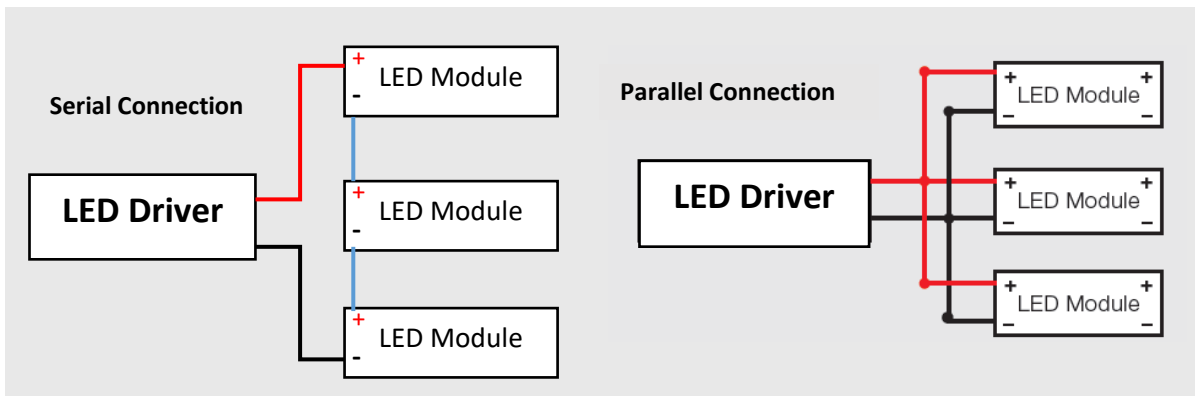 Serial Connection
LED Driver
+
LED Module
-
+
LED Module
-
+
LED Module
-
Parallel Connection
LED Driver
+ +
LED Module
– –
+ +
LED Module
– –
+ +
LED Module
– –